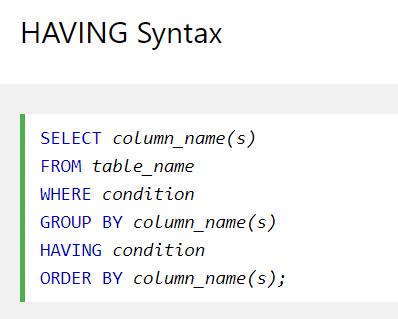 HAVING Syntax
SELECT column_name(s)
FROM table_name
WHERE condition
GROUP BY column_name(s)
HAVING condition
ORDER BY column_name(s);